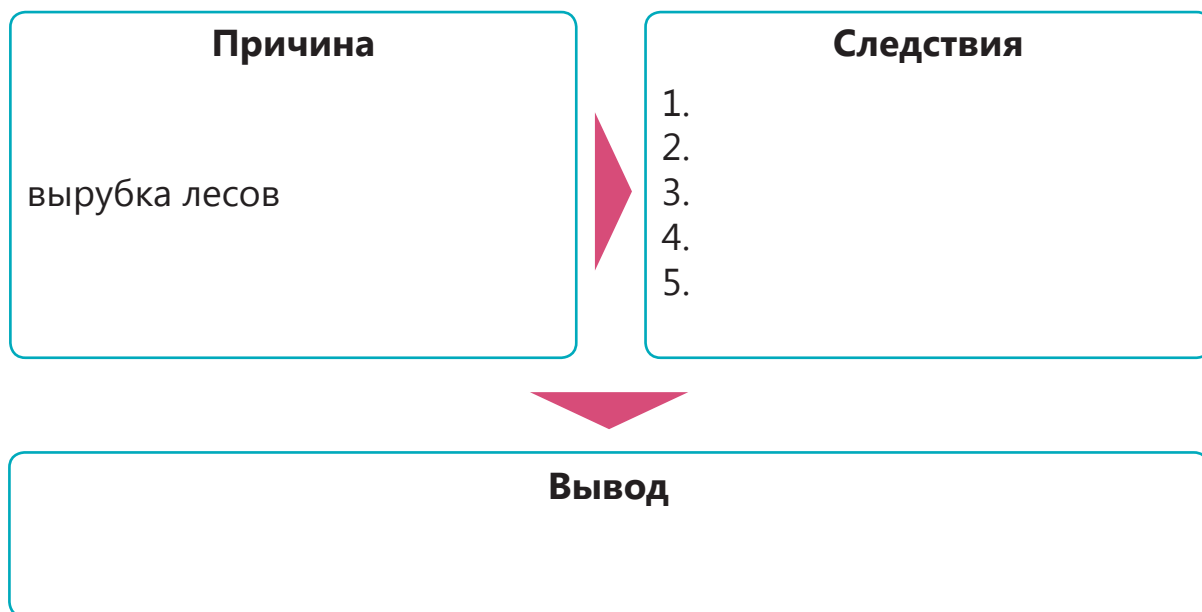 Причина
вырубка лесов
Следствия
1.
2.
3.
4.
5.
Вывод